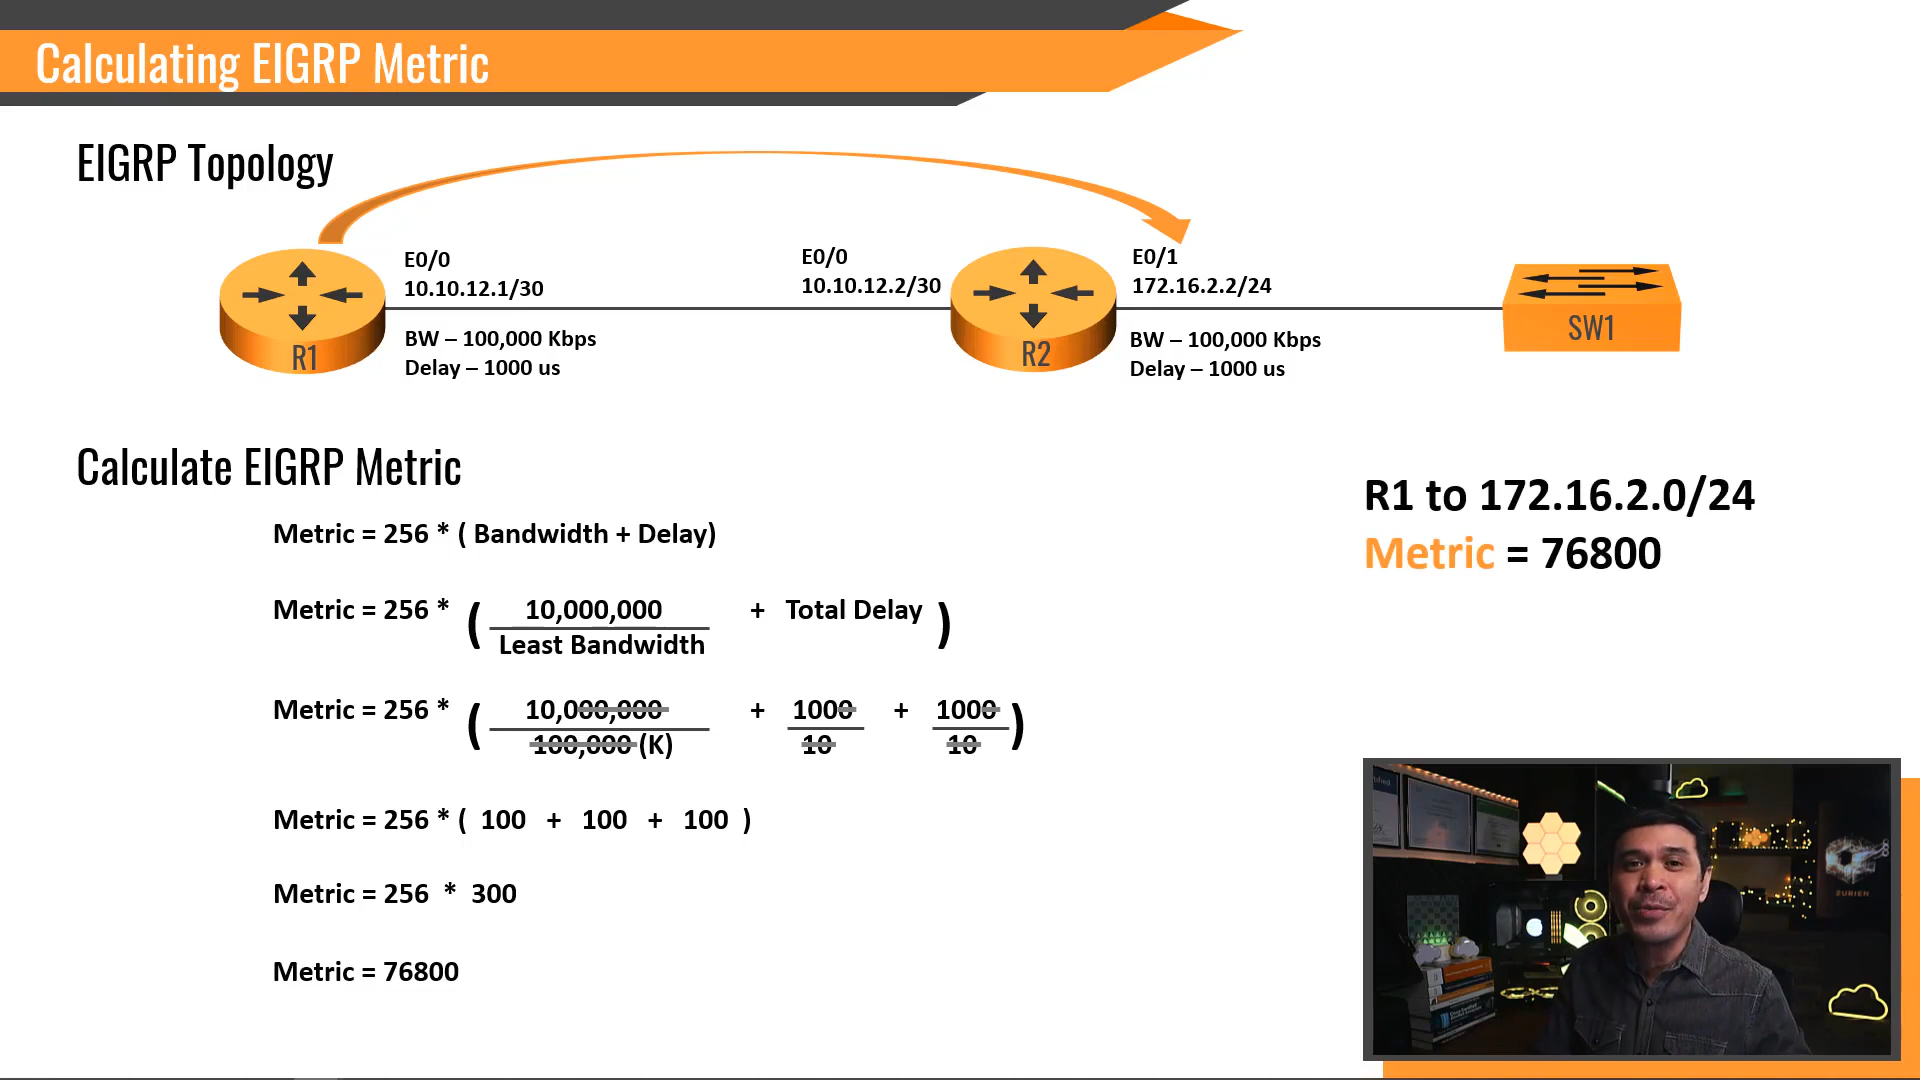 Calculating EIGRP Metric
EIGRP Topology
E0/0
10.10.12.1/30
BW – 100,000 Kbps
Delay – 1000 us
R1
E0/0
10.10.12.2/30
R2
E0/1
172.16.2.2/24
BW – 100,000 Kbps
Delay – 1000 us
SW1
Calculate EIGRP Metric
Metric = 256 * ( Bandwidth + Delay)
Metric = 256 * ( 10,000,000 + Total Delay )
Least Bandwidth
Metric = 256 * ( 10,000,000 + 1000 + 1000 )
100,000 (K) 10 10
Metric = 256 * ( 100 + 100 + 100 )
Metric = 256 * 300
Metric = 76800
R1 to 172.16.2.0/24
Metric = 76800
ZURIEN